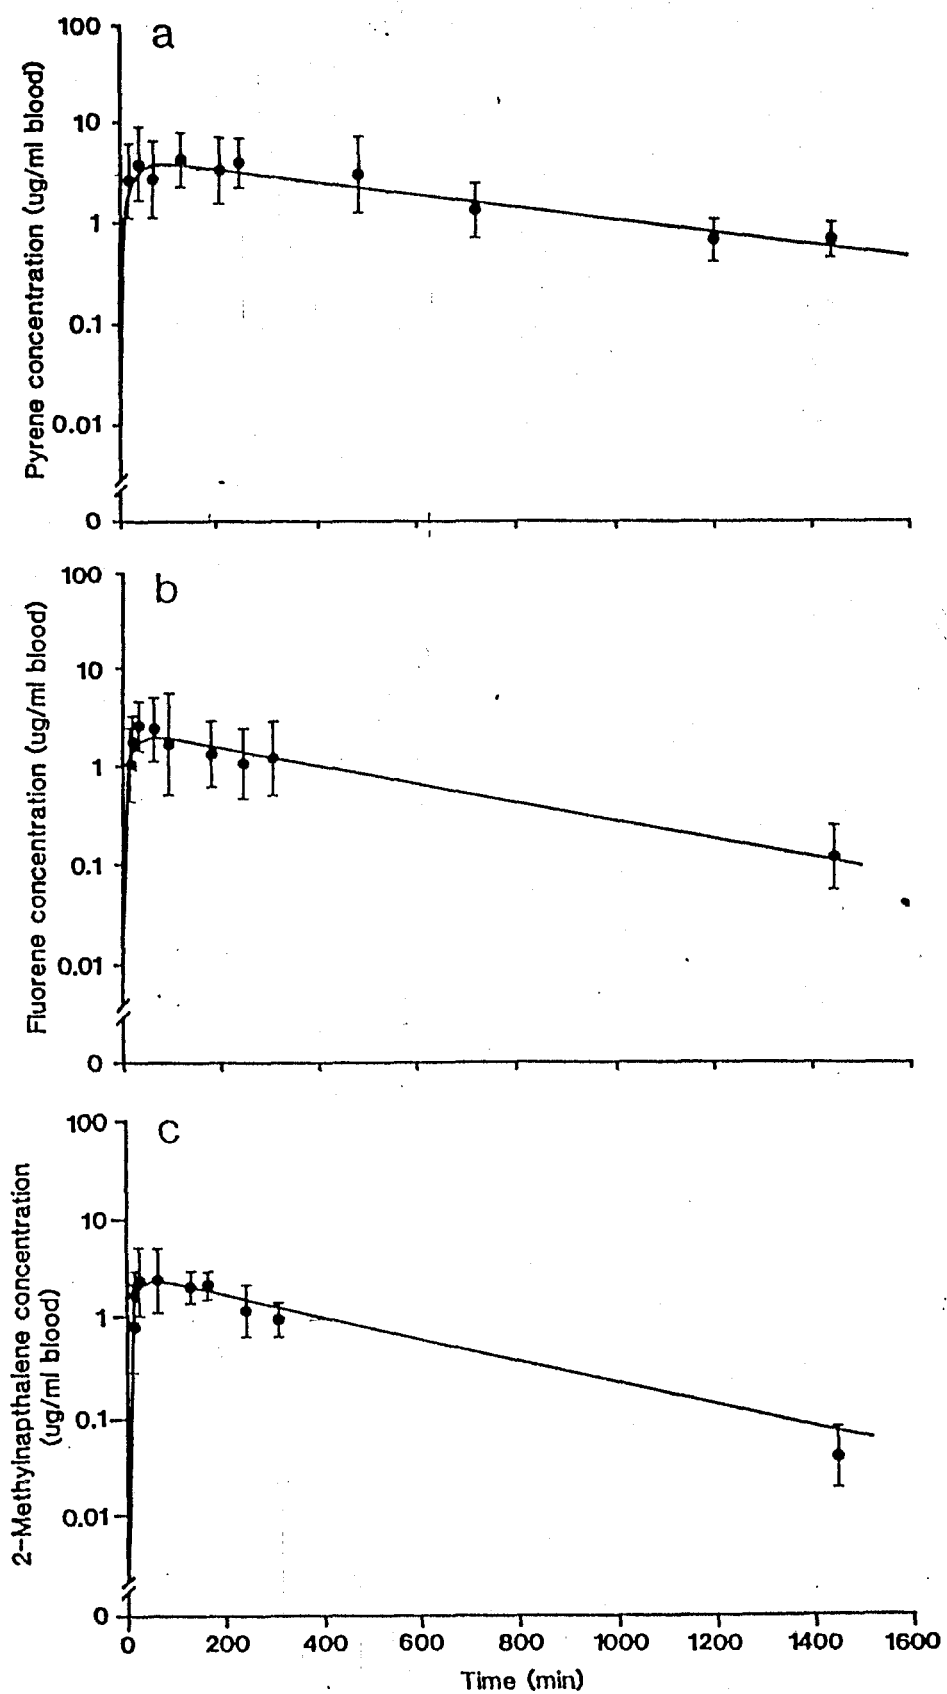 a
Pyrene concentration (ug/ml blood)
100
10
1
0.1
0.01
0
b
Fluorene concentration (ug/ml blood)
100
10
1
0.1
0.01
0
c
2-Methylnapthalene concentration
(ug/ml blood)
100
10
1
0.1
0.01
0
0 200 400 600 800 1000 1200 1400 1600
Time (min)